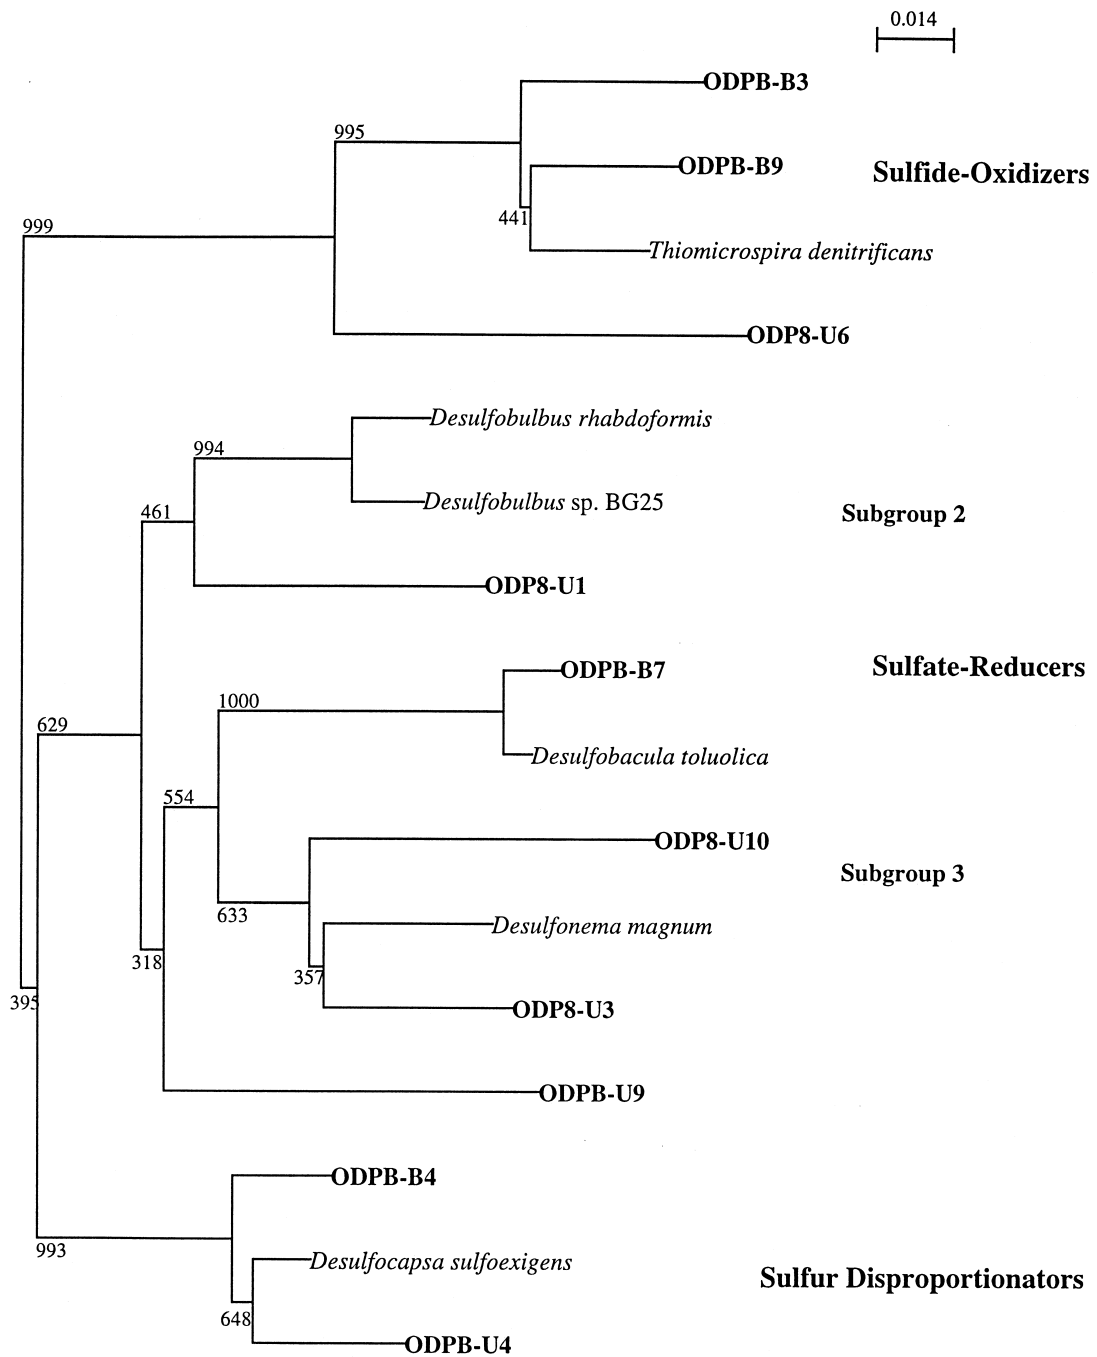 0.014
ODPB-B3
995
ODPB-B9
Sulfide-Oxidizers
441
999
Thiomicrospira denitrificans
ODP8-U6
Desulfobulbus rhabdoformis
994
Desulfobulbus sp. BG25
461
Subgroup 2
ODP8-U1
ODPB-B7
Sulfate-Reducers
1000
629
Desulfobacula toluolica
554
ODP8-U10
Subgroup 3
633
Desulfonema magnum
318
357
395
ODP8-U3
ODPB-U9
ODPB-B4
993
Desulfocapsa sulfoexigens
Sulfur Disproportionators
648
ODPB-U4